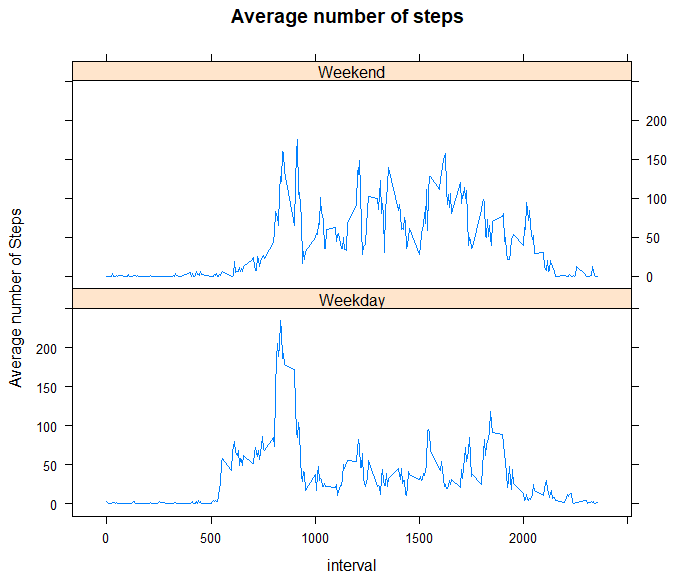 Average number of steps
Weekend
200
150
100
50
0
Weekday
200
150
100
50
0
Average number of Steps
0 500 1000 1500 2000
interval